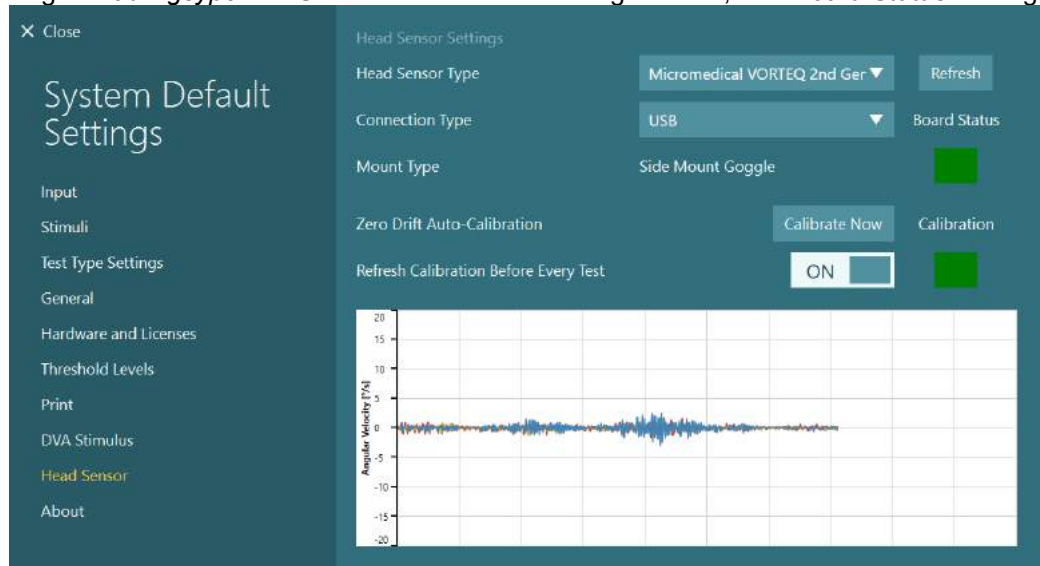 ✕ Close
System Default
Settings
Input
Stimuli
Test Type Settings
General
Hardware and Licenses
Threshold Levels
Print
DVA Stimulus
Head Sensor
About
Head Sensor Settings
Head Sensor Type Micromedical VORTEQ 2nd Ger ▼ Refresh
Connection Type USB ▼ Board Status
Mount Type Side Mount Goggle
Zero Drift Auto-Calibration Calibrate Now Calibration
Refresh Calibration Before Every Test ON
Angular Velocity [°/s]
20
15
10
5
0
-5
-10
-15
-20